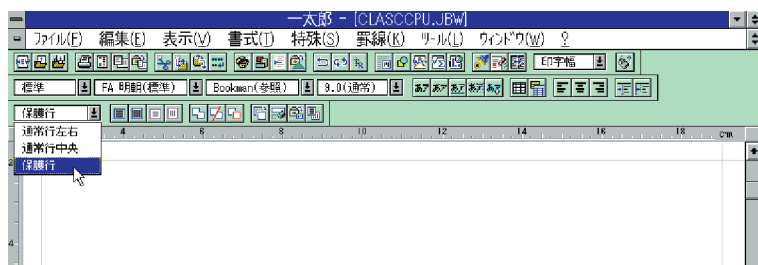 一太郎 - [CLASCCPU.JBW]
ファイル(F) 編集(E) 表示(V) 書式(T) 特殊(S) 罫線(K) ツール(L) ウィンドウ(W) ?
印字幅
標準 FA 明朝(標準) Bookman(参照) 9.0(通常)
保護行
通常行左右
通常行中央
保護行
4 6 8 10 12 14 16 18 cm
2
4